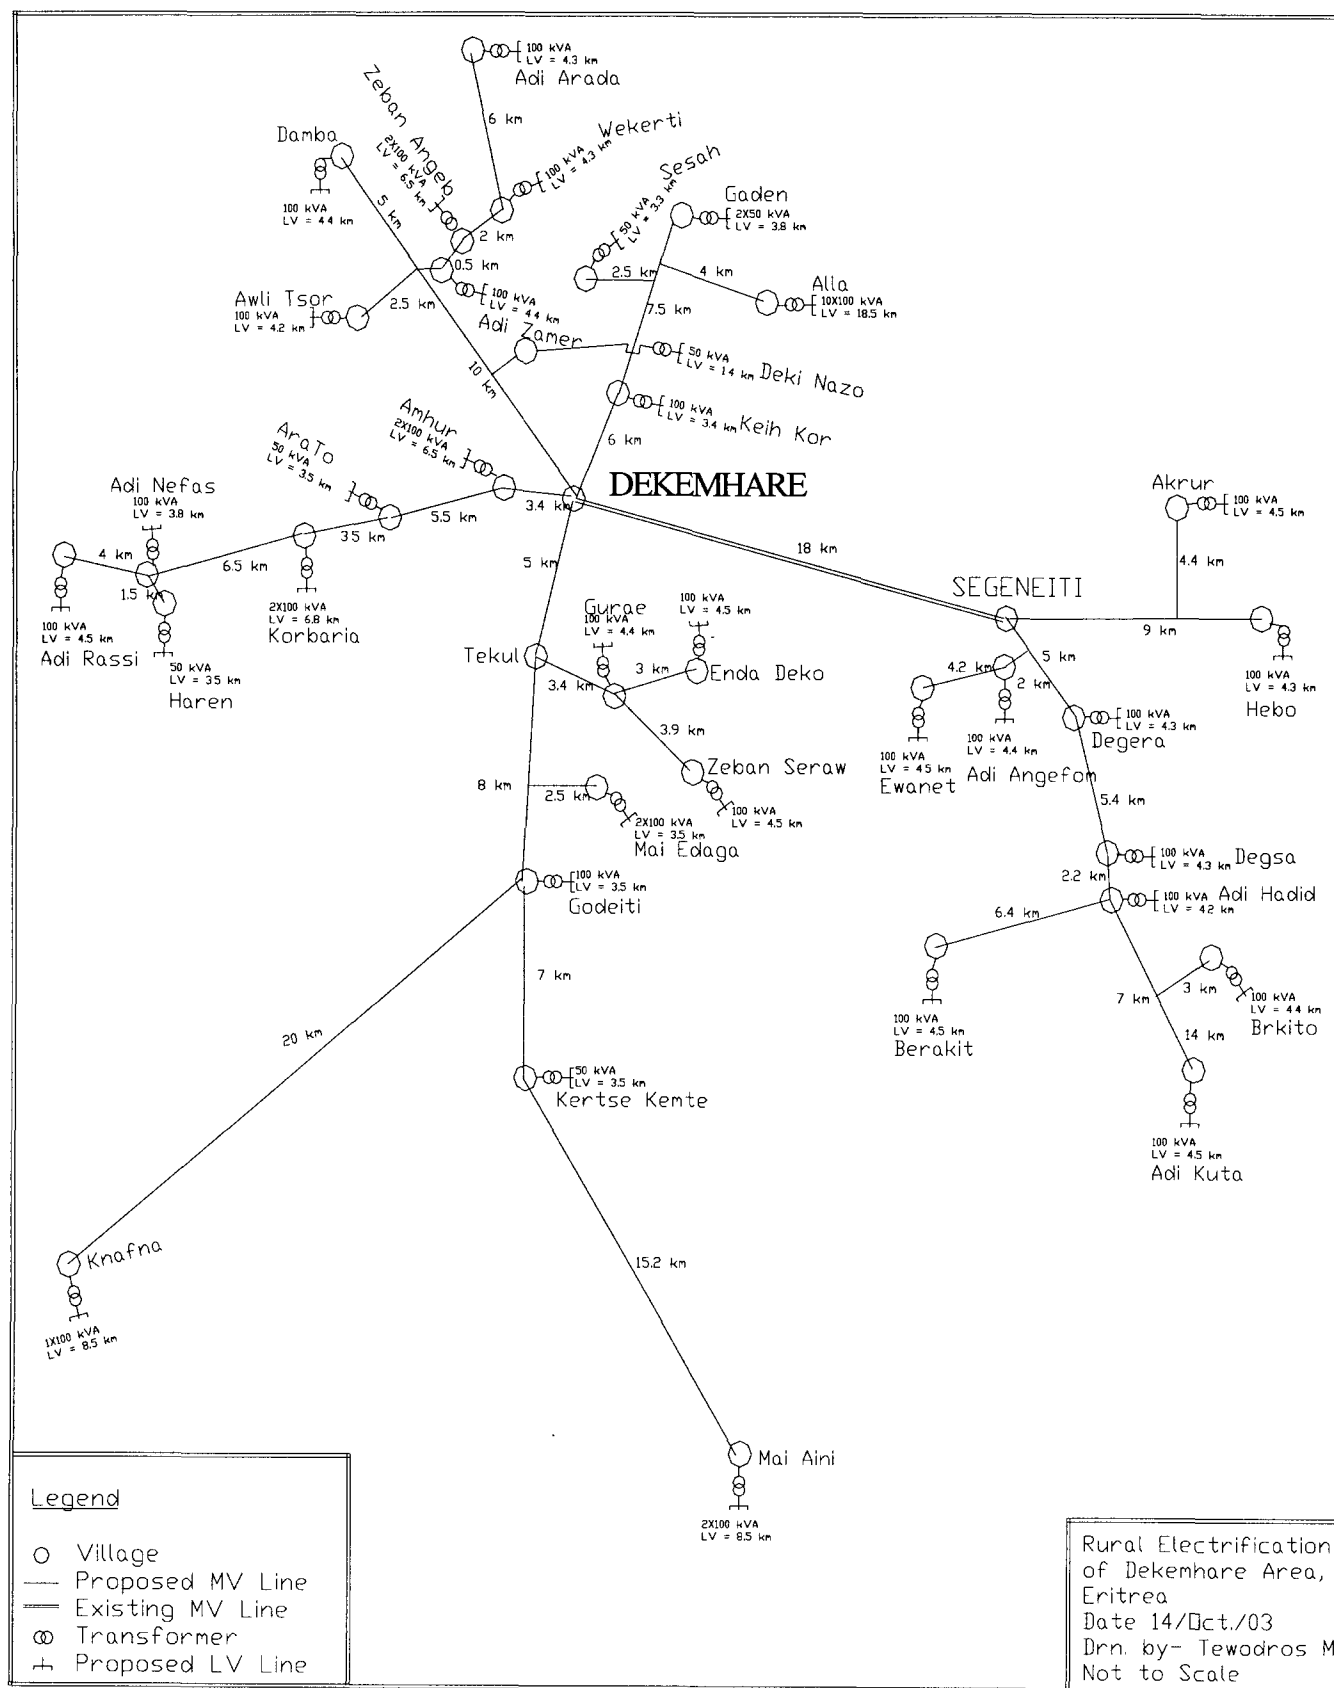 100 kVA
LV = 4.3 km
Adi Arada
6 km
Zeban Angeb
2X100 kVA
LV = 6.5 km
Wekerti
100 kVA
LV = 4.3 km
Damba
100 kVA
LV = 44 km
5 km
2 km
0.5 km
100 kVA
LV = 44 km
Adi Zamer
Awli Tsor
100 kVA
LV = 4.2 km
2.5 km
10 km
Sesah
50 kVA
LV = 3.3 km
Gaden
2X50 kVA
LV = 3.8 km
2.5 km
4 km
Alla
10X100 kVA
LV = 18.5 km
7.5 km
50 kVA
LV = 14 km
Deki Nazo
100 kVA
LV = 3.4 km
Keih Kor
6 km
Amhur
2X100 kVA
LV = 6.5 km
AraTo
50 kVA
LV = 3.5 km
DEKEMHARE
3.4 km
5.5 km
35 km
6.5 km
Adi Nefas
100 kVA
LV = 3.8 km
4 km
1.5 km
100 kVA
LV = 4.5 km
Adi Rassi
50 kVA
LV = 35 km
Haren
2X100 kVA
LV = 6.8 km
Korbaria
5 km
18 km
SEGENEITI
Akrur
100 kVA
LV = 4.5 km
4.4 km
9 km
100 kVA
LV = 4.3 km
Hebo
Tekul
Gurae
100 kVA
LV = 4.4 km
100 kVA
LV = 4.5 km
3 km
Enda Deko
3.4 km
3.9 km
Zeban Seraw
100 kVA
LV = 4.5 km
8 km
2.5 km
2X100 kVA
LV = 3.5 km
Mai Edaga
4.2 km
2 km
5 km
100 kVA
LV = 45 km
Ewanet
100 kVA
LV = 4.4 km
Adi Angefom
100 kVA
LV = 4.3 km
Degera
5.4 km
100 kVA
LV = 4.3 km
Degsa
2.2 km
100 kVA
LV = 42 km
Adi Hadid
6.4 km
100 kVA
LV = 4.5 km
Berakit
7 km
3 km
100 kVA
LV = 44 km
Brkito
14 km
100 kVA
LV = 4.5 km
Adi Kuta
100 kVA
LV = 3.5 km
Godeiti
7 km
20 km
50 kVA
LV = 3.5 km
Kertse Kemte
15.2 km
Knafna
1X100 kVA
LV = 8.5 km
Mai Aini
2X100 kVA
LV = 8.5 km
Legend
Village
Proposed MV Line
Existing MV Line
Transformer
Proposed LV Line
Rural Electrification
of Dekemhare Area,
Eritrea
Date 14/Oct./03
Drn. by- Tewodros M
Not to Scale